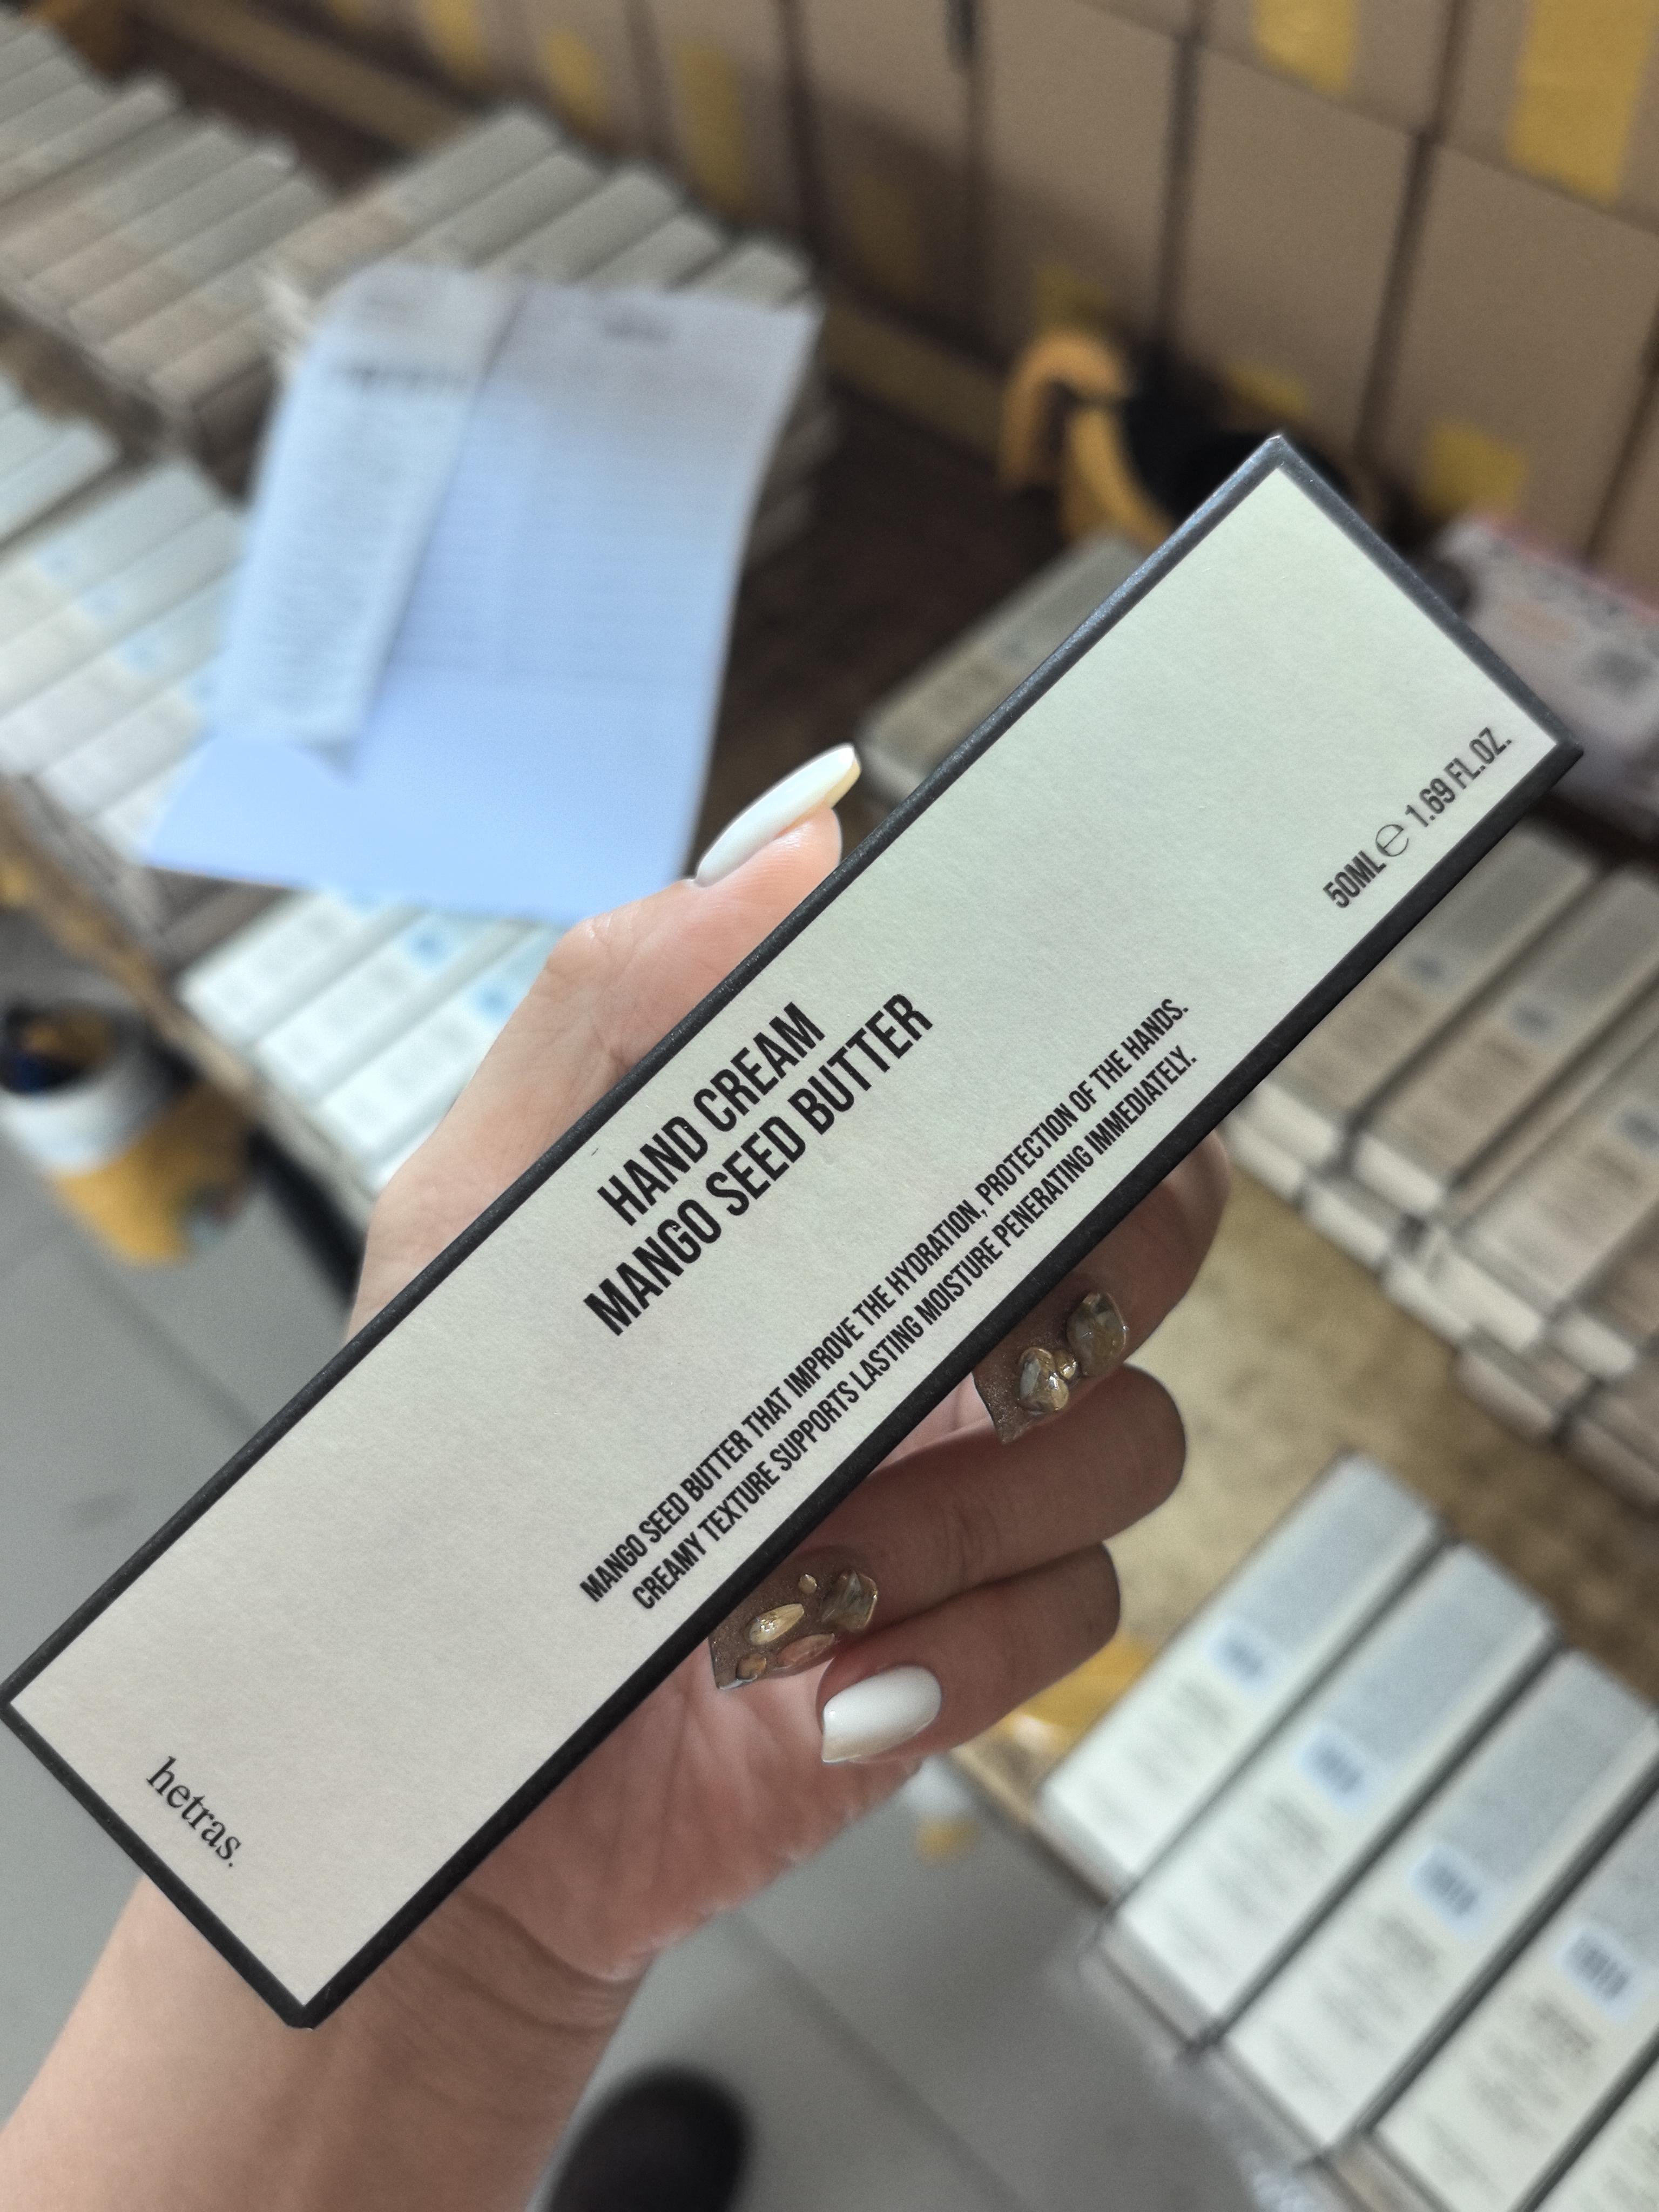 HAND CREAM
MANGO SEED BUTTER
MANGO SEED BUTTER THAT IMPROVE THE HYDRATION, PROTECTION OF THE HANDS.
CREAMY TEXTURE SUPPORTS LASTING MOISTURE PENERATING IMMEDIATELY.
50ML ℮ 1.69 FL.OZ.
hetras.